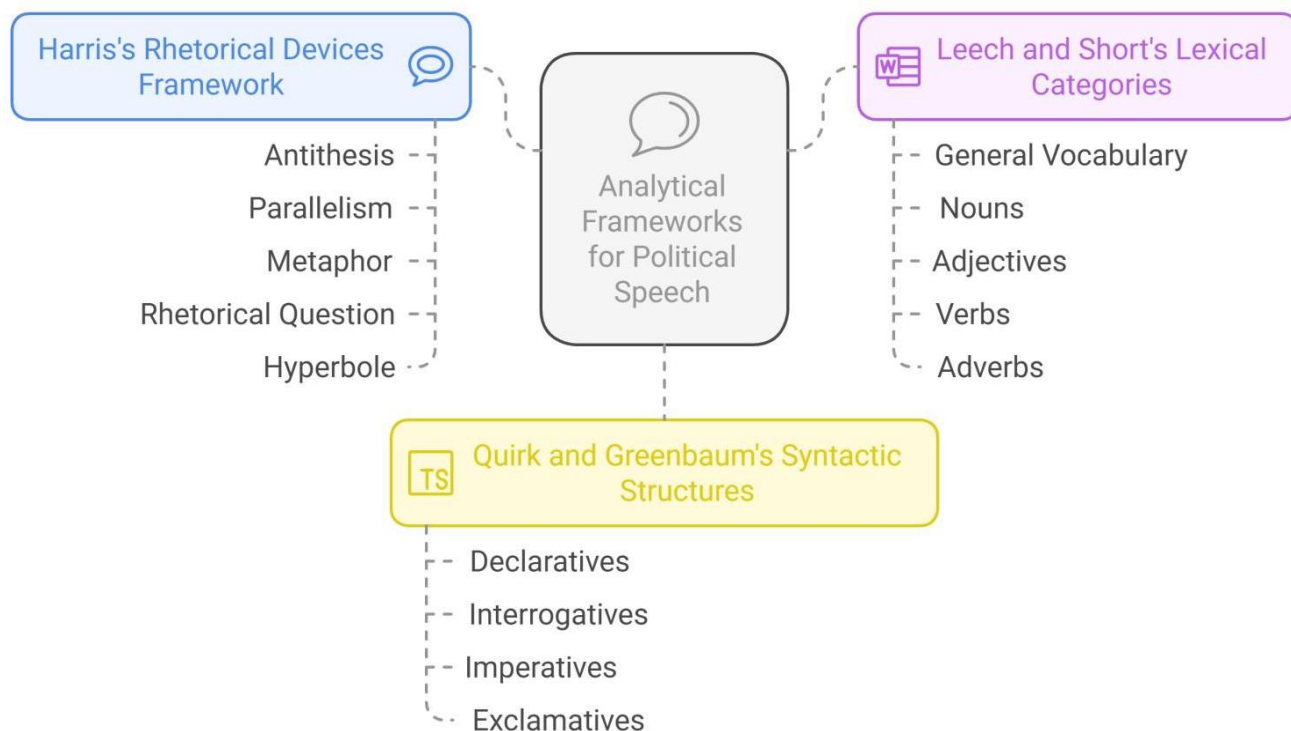 Harris's Rhetorical Devices
Framework
Antithesis
Parallelism
Metaphor
Rhetorical Question
Hyperbole
Analytical
Frameworks
for Political
Speech
W
Leech and Short's Lexical
Categories
General Vocabulary
Nouns
Adjectives
Verbs
Adverbs
TS
Quirk and Greenbaum's Syntactic
Structures
Declaratives
Interrogatives
Imperatives
Exclamatives